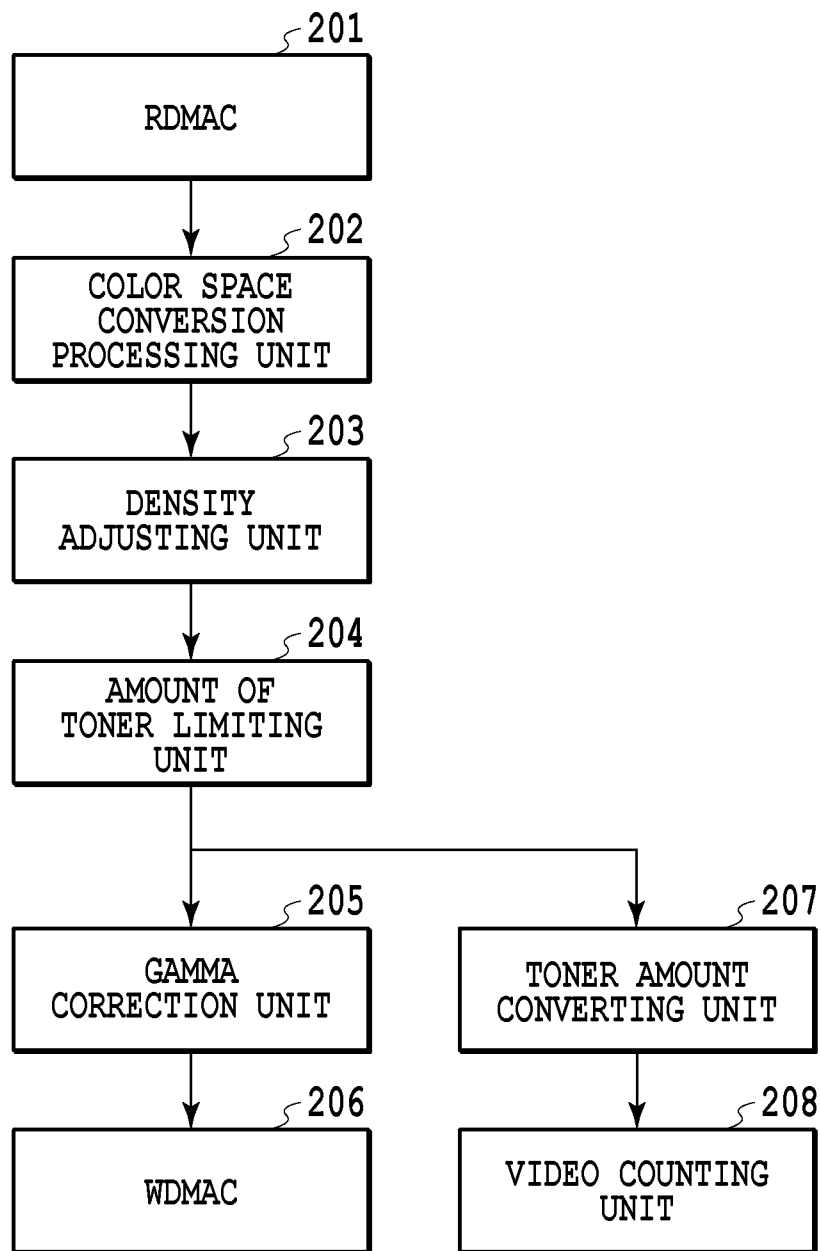 201
RDMAC
202
COLOR SPACE
CONVERSION
PROCESSING UNIT
203
DENSITY
ADJUSTING UNIT
204
AMOUNT OF
TONER LIMITING
UNIT
205
GAMMA
CORRECTION UNIT
207
TONER AMOUNT
CONVERTING UNIT
206
WDMAC
208
VIDEO COUNTING
UNIT